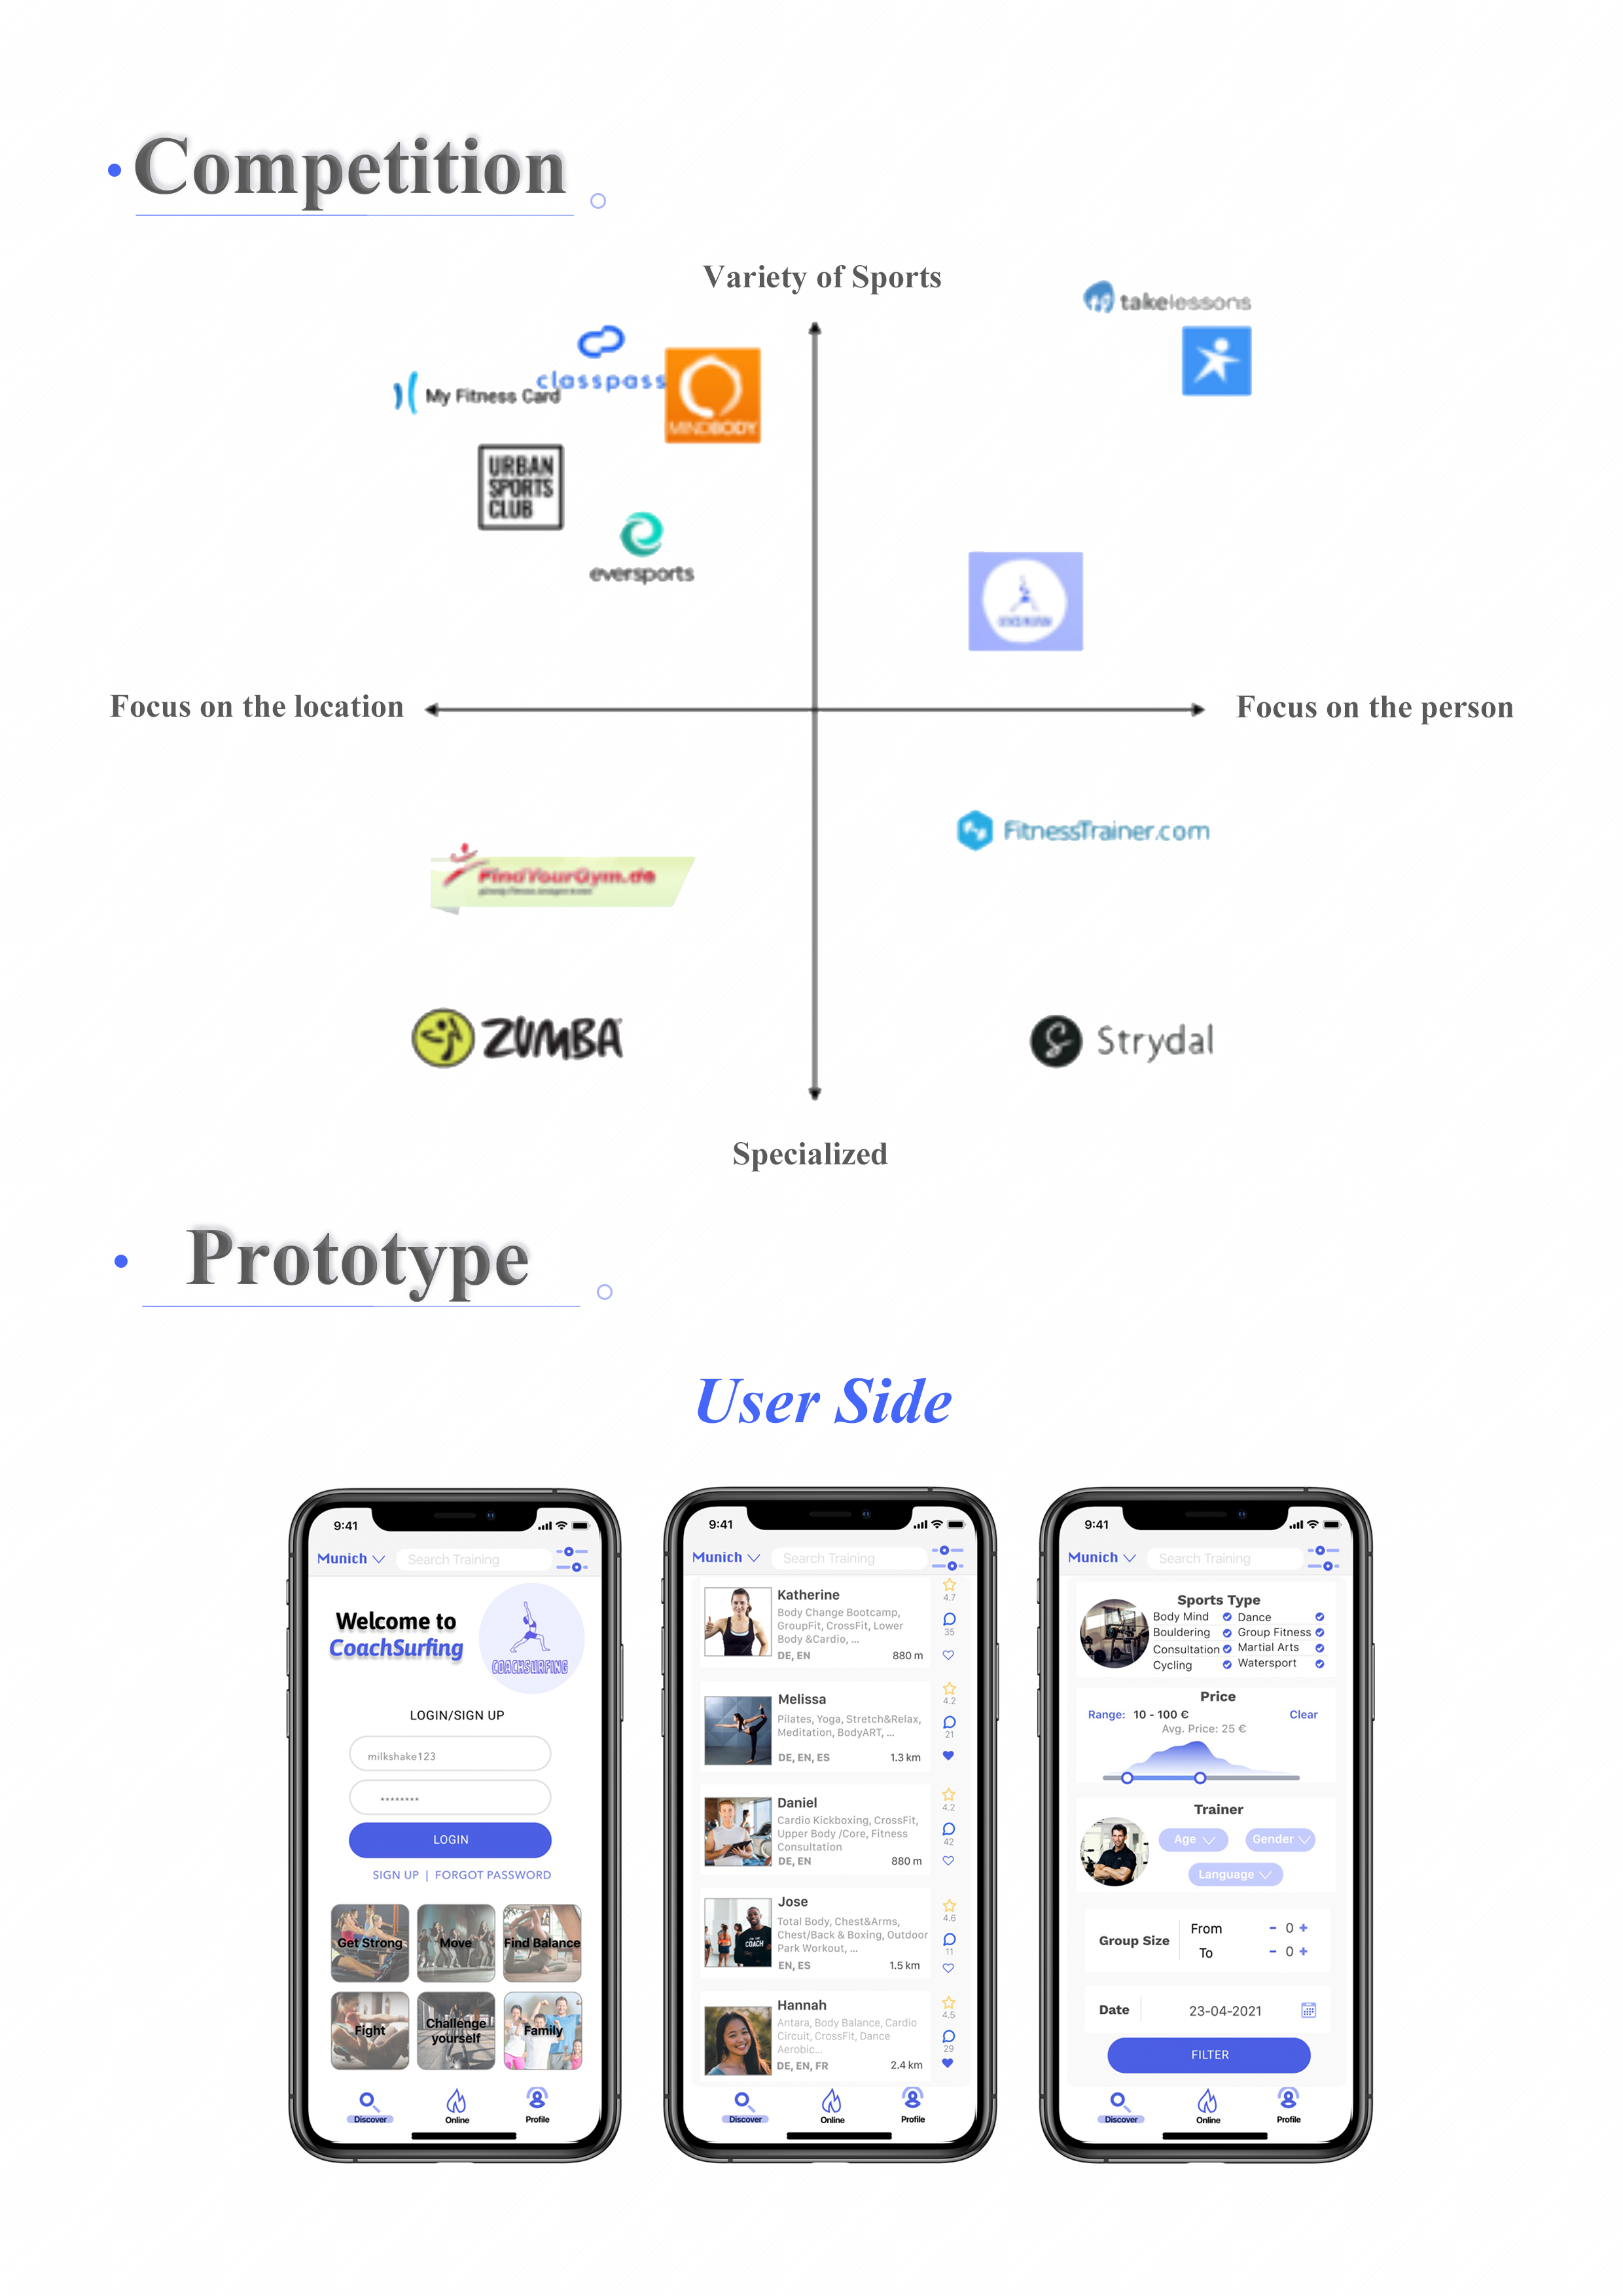 Competition
Variety of Sports
takelessons
classpass
My Fitness Card
MINDBODY
URBAN
SPORTS
CLUB
eversports
Focus on the location
Focus on the person
FitnessTrainer.com
FindYourGym.de
ZUMBA
Strydal
Specialized
Prototype
User Side
9:41
Munich
Search Training
Welcome to
CoachSurfing
COACHSURFING
LOGIN/SIGN UP
milkshake123
********
LOGIN
SIGN UP | FORGOT PASSWORD
Get Strong
Move
Find Balance
Fight
Challenge
yourself
Family
Discover
Online
Profile
9:41
Munich
Search Training
Katherine
Body Change Bootcamp,
GroupFit, CrossFit, Lower
Body &Cardio, ...
DE, EN
880 m
4.7
35
Melissa
Pilates, Yoga, Stretch&Relax,
Meditation, BodyART, ...
DE, EN, ES
1.3 km
4.2
21
Daniel
Cardio Kickboxing, CrossFit,
Upper Body /Core, Fitness
Consultation
DE, EN
880 m
4.2
42
Jose
Total Body, Chest&Arms,
Chest/Back & Boxing, Outdoor
Park Workout, ...
EN, ES
1.5 km
4.6
11
COACH
Hannah
Antara, Body Balance, Cardio
Circuit, CrossFit, Dance
Aerobic...
DE, EN, FR
2.4 km
4.5
29
Discover
Online
Profile
9:41
Munich
Search Training
Sports Type
Body Mind
Dance
Bouldering
Group Fitness
Consultation
Martial Arts
Cycling
Watersport
Price
Range: 10 - 100 €
Clear
Avg. Price: 25 €
Trainer
Age
Gender
Language
Group Size
From
- 0 +
To
- 0 +
Date
23-04-2021
FILTER
Discover
Online
Profile